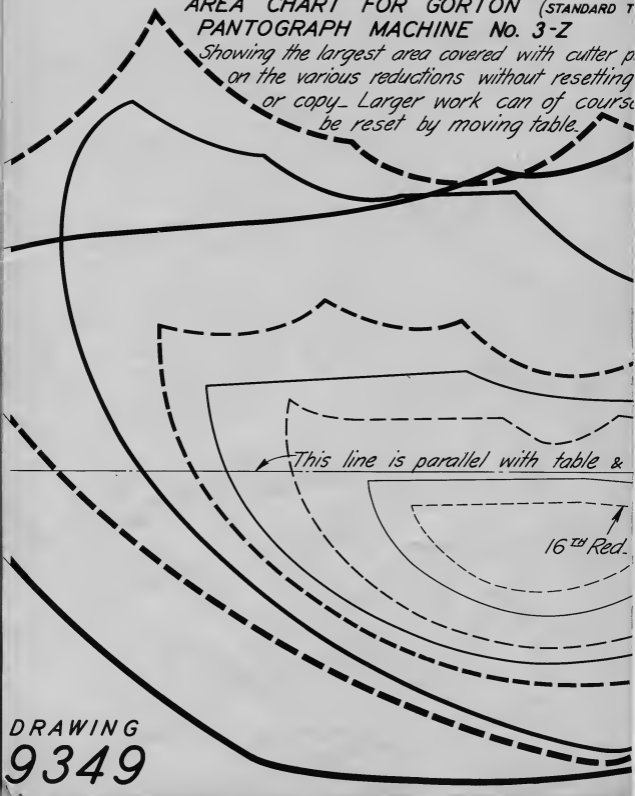 AREA CHART FOR GORTON (STANDARD T
PANTOGRAPH MACHINE No. 3-Z
Showing the largest area covered with cutter p
on the various reductions without resetting
or copy_ Larger work can of course
be reset by moving table_
This line is parallel with table &
16TH Red_
DRAWING
9349